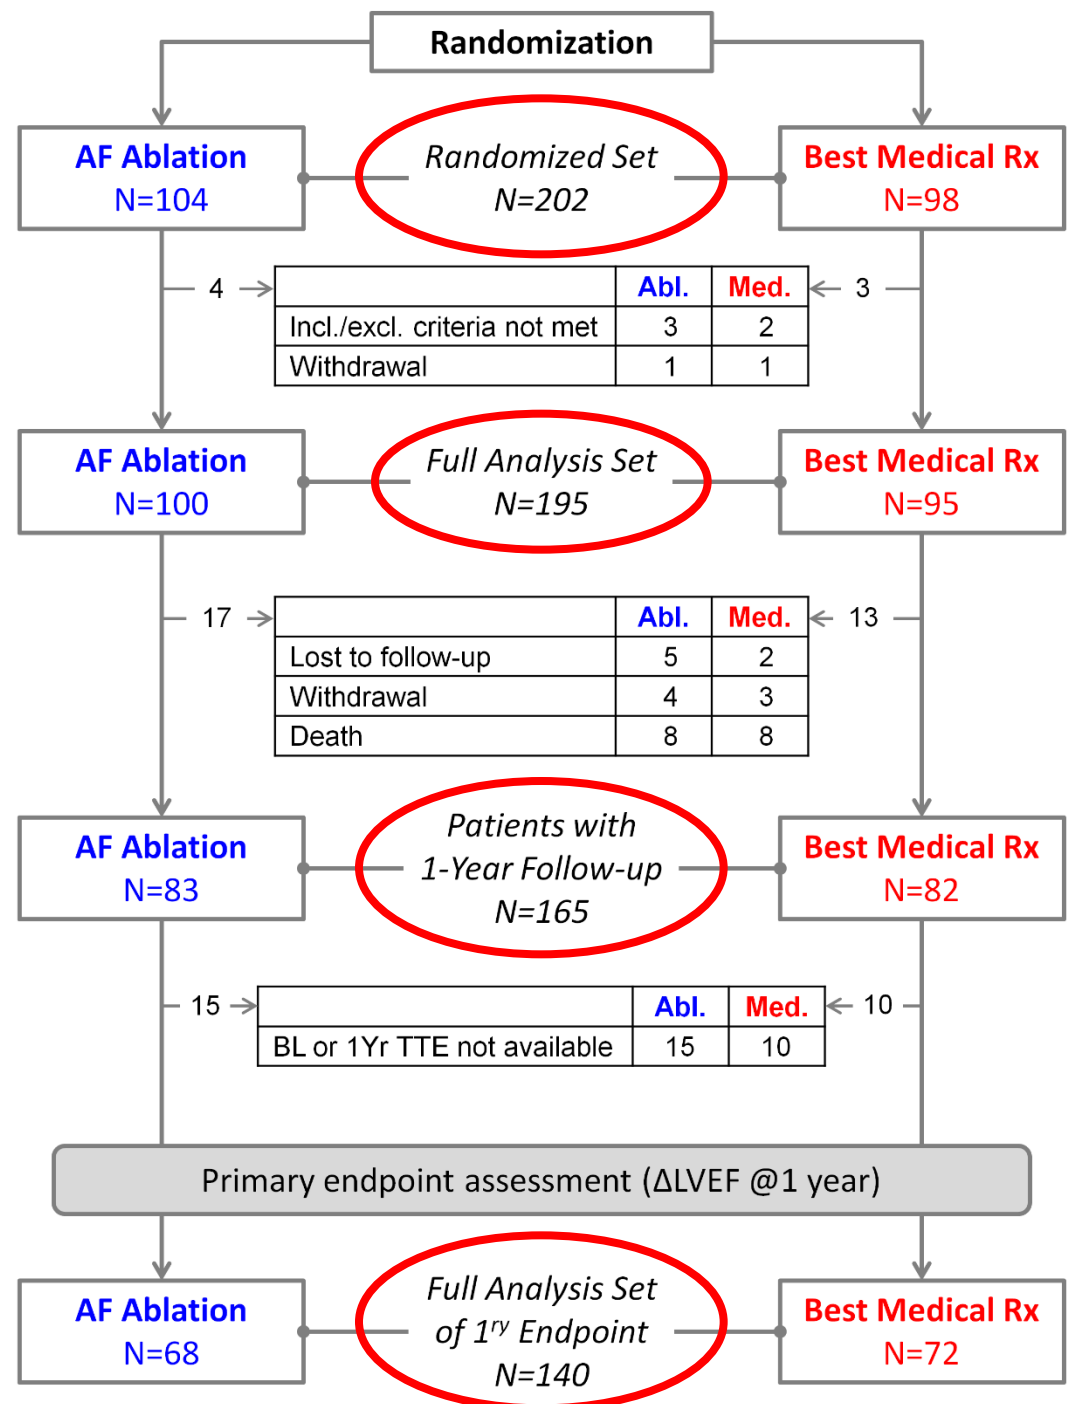 Randomization
AF Ablation
N=104
Randomized Set
N=202
Best Medical Rx
N=98
4
3
Abl. Med.
Incl./excl. criteria not met 3 2
Withdrawal 1 1
AF Ablation
N=100
Full Analysis Set
N=195
Best Medical Rx
N=95
17
13
Abl. Med.
Lost to follow-up 5 2
Withdrawal 4 3
Death 8 8
AF Ablation
N=83
Patients with
1-Year Follow-up
N=165
Best Medical Rx
N=82
15
10
Abl. Med.
BL or 1Yr TTE not available 15 10
Primary endpoint assessment (ΔLVEF @1 year)
AF Ablation
N=68
Full Analysis Set
of 1ry Endpoint
N=140
Best Medical Rx
N=72